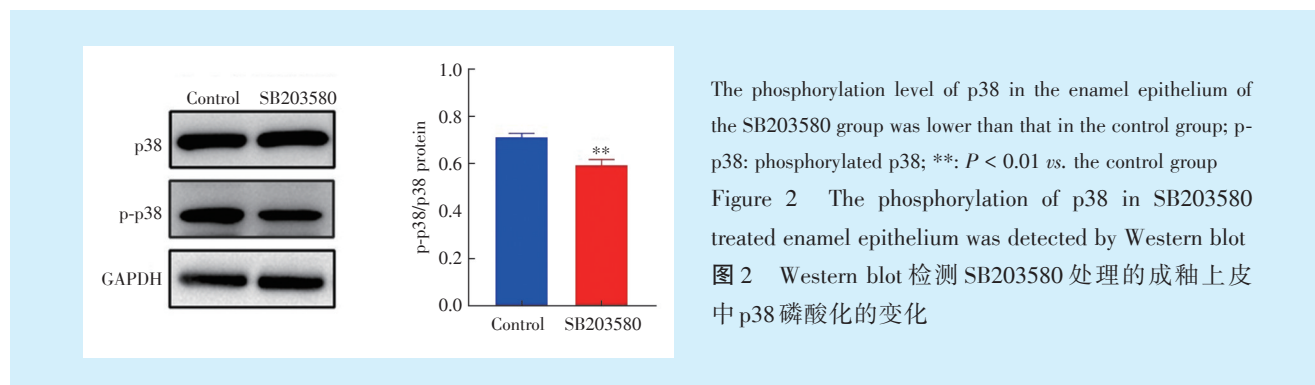 Control SB203580
p38
p-p38
GAPDH
p-p38/p38 protein
1.0
0.8
0.6
0.4
0.2
0.0
**
Control SB203580
The phosphorylation level of p38 in the enamel epithelium of
the SB203580 group was lower than that in the control group; p-
p38: phosphorylated p38; **: P < 0.01 vs. the control group
Figure 2 The phosphorylation of p38 in SB203580
treated enamel epithelium was detected by Western blot
图 2 Western blot 检测 SB203580 处理的成釉上皮
中 p38 磷酸化的变化